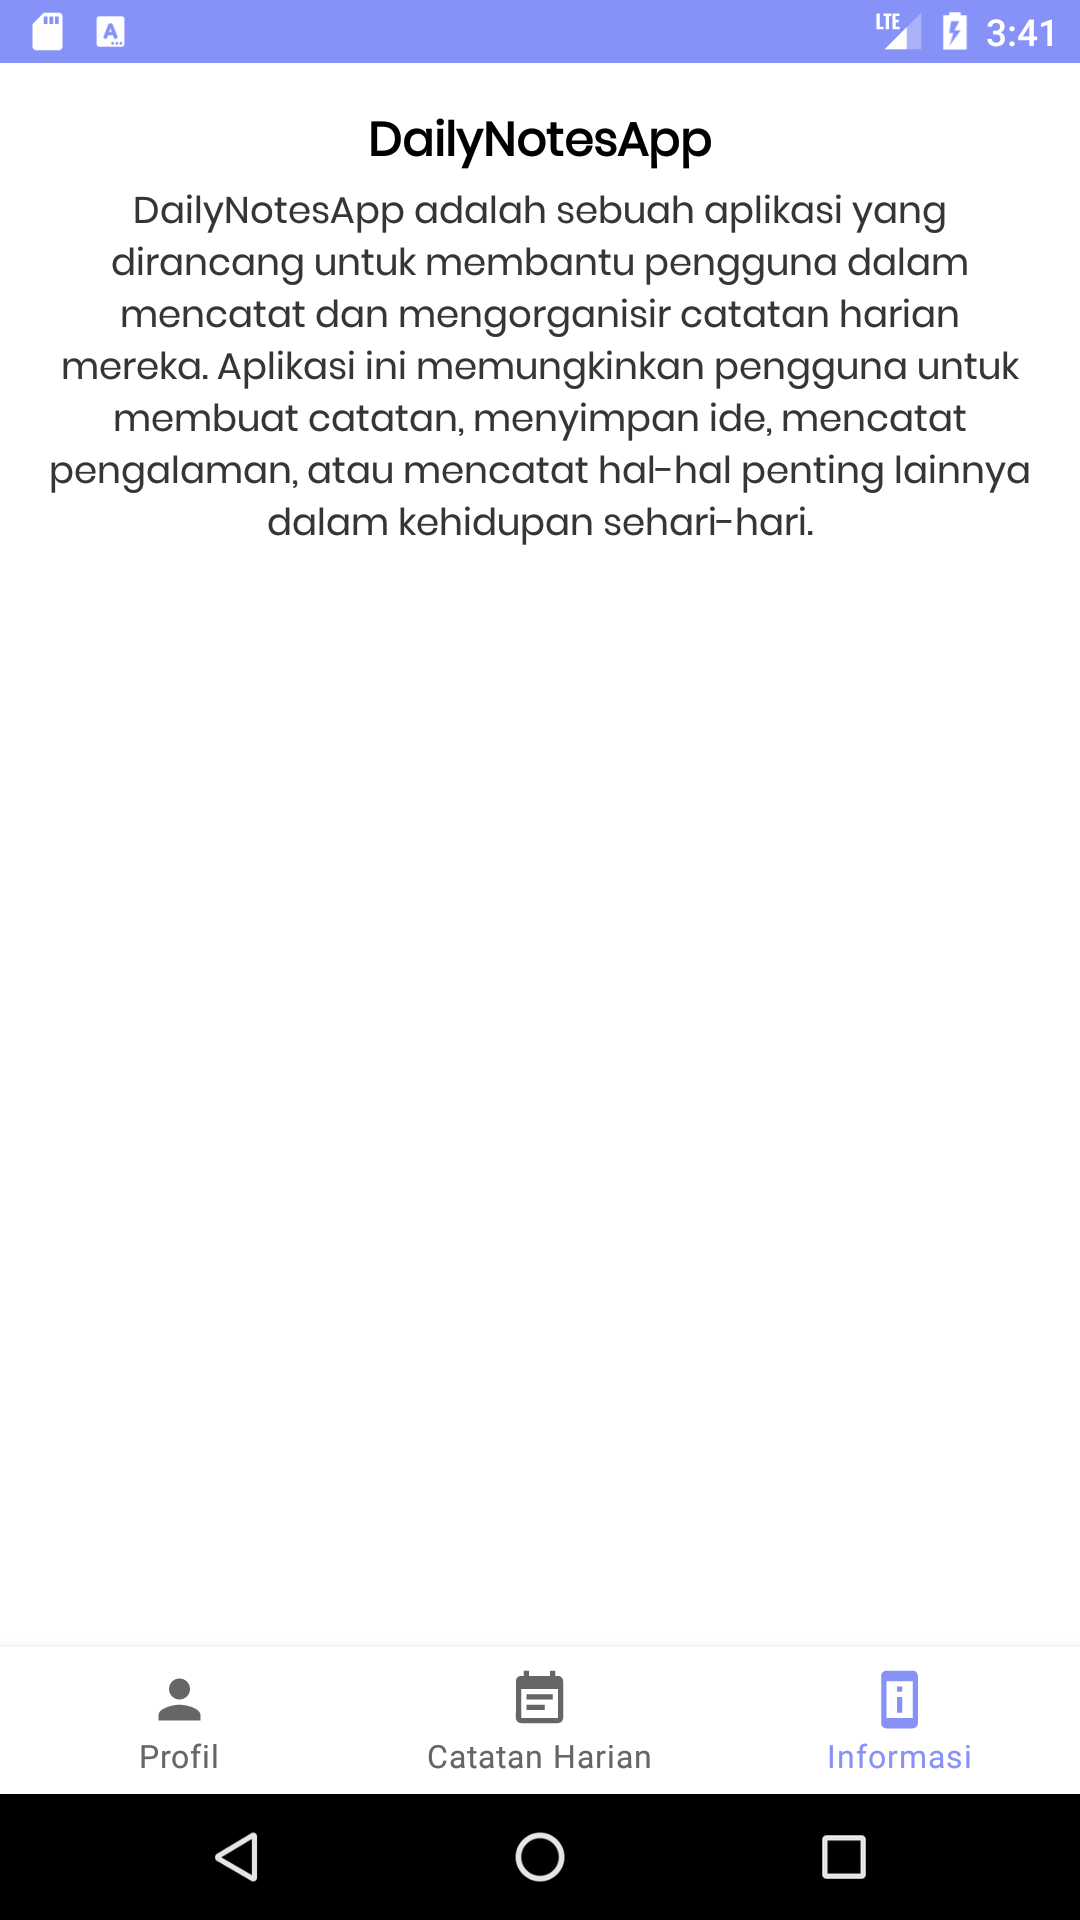 LTE 3:41
DailyNotesApp
DailyNotesApp adalah sebuah aplikasi yang
dirancang untuk membantu pengguna dalam
mencatat dan mengorganisir catatan harian
mereka. Aplikasi ini memungkinkan pengguna untuk
membuat catatan, menyimpan ide, mencatat
pengalaman, atau mencatat hal-hal penting lainnya
dalam kehidupan sehari-hari.
Profil Catatan Harian Informasi